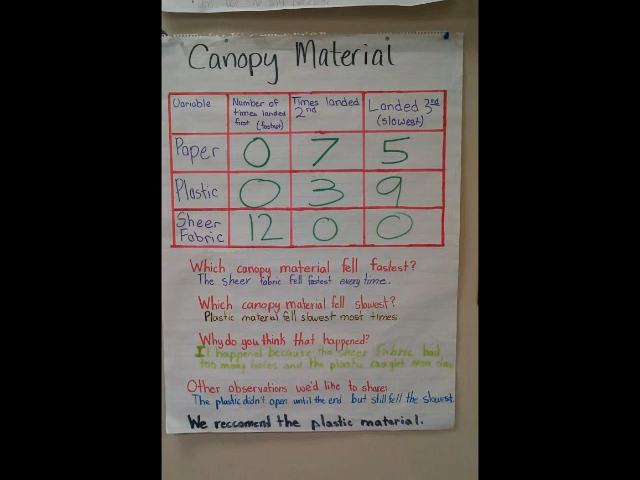 Canopy Material
Variable
Number of times landed first (fastest)
Times landed 2nd
Landed 3rd (slowest)
Paper 0 7 5
Plastic 0 3 9
Sheer Fabric 12 0 0
Which canopy material fell fastest?
The sheer fabric fell fastest every time.
Which canopy material fell slowest?
Plastic material fell slowest most times
Why do you think that happened?
It happened because the sheer fabric had
too many holes and the plastic caught mor
Other observations we'd like to share:
The plastic didn't open until the end but still fell the slowest.
We reccomend the plastic material.